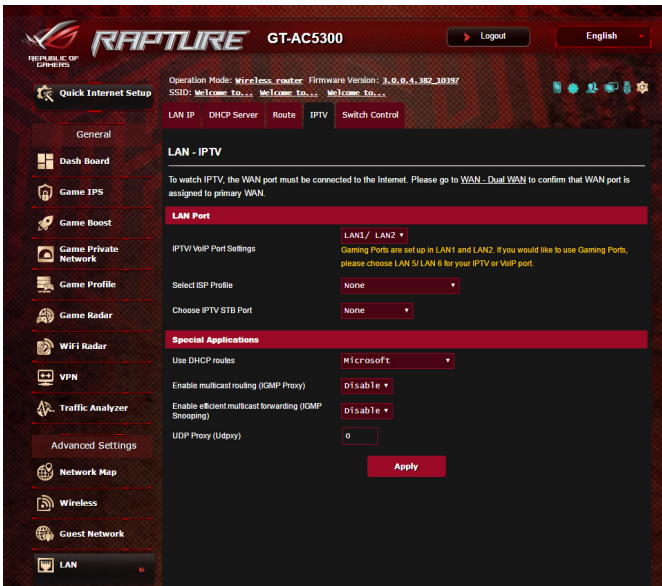 REPUBLIC OF
GAMERS
RAPTURE GT-AC5300 Logout English
Quick Internet Setup
Operation Mode: Wireless router Firmware Version: 3.0.0.4.382_10397
SSID: Welcome to... Welcome to... Welcome to...
LAN IP DHCP Server Route IPTV Switch Control
General
Dash Board
Game IPS
Game Boost
Game Private
Network
Game Profile
Game Radar
WiFi Radar
VPN
Traffic Analyzer
Advanced Settings
Network Map
Wireless
Guest Network
LAN
LAN - IPTV
To watch IPTV, the WAN port must be connected to the Internet. Please go to WAN - Dual WAN to confirm that WAN port is
assigned to primary WAN.
LAN Port
IPTV/ VoIP Port Settings
LAN1/ LAN2
Gaming Ports are set up in LAN1 and LAN2. If you would like to use Gaming Ports,
please choose LAN 5/ LAN 6 for your IPTV or VoIP port.
Select ISP Profile None
Choose IPTV STB Port None
Special Applications
Use DHCP routes Microsoft
Enable multicast routing (IGMP Proxy) Disable
Enable efficient multicast forwarding (IGMP
Snooping) Disable
UDP Proxy (Udpxy) 0
Apply